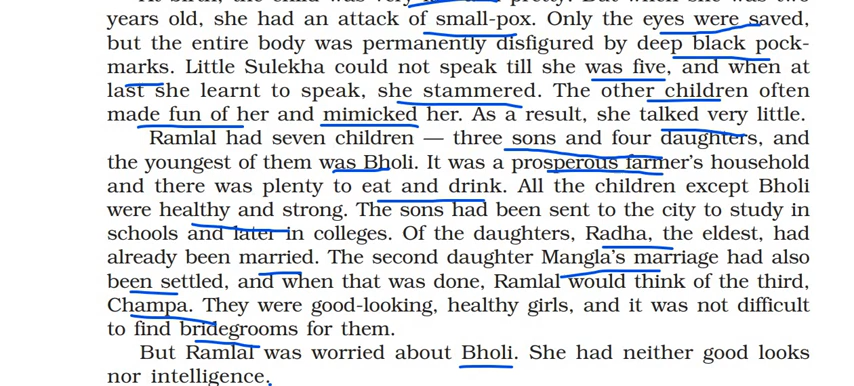 pretty. But when she was two
years old, she had an attack of small-pox. Only the eyes were saved,
but the entire body was permanently disfigured by deep black pock-
marks. Little Sulekha could not speak till she was five, and when at
last she learnt to speak, she stammered. The other children often
made fun of her and mimicked her. As a result, she talked very little.
Ramlal had seven children — three sons and four daughters, and
the youngest of them was Bholi. It was a prosperous farmer's household
and there was plenty to eat and drink. All the children except Bholi
were healthy and strong. The sons had been sent to the city to study in
schools and later in colleges. Of the daughters, Radha, the eldest, had
already been married. The second daughter Mangla's marriage had also
been settled, and when that was done, Ramlal would think of the third,
Champa. They were good-looking, healthy girls, and it was not difficult
to find bridegrooms for them.
But Ramlal was worried about Bholi. She had neither good looks
nor intelligence.